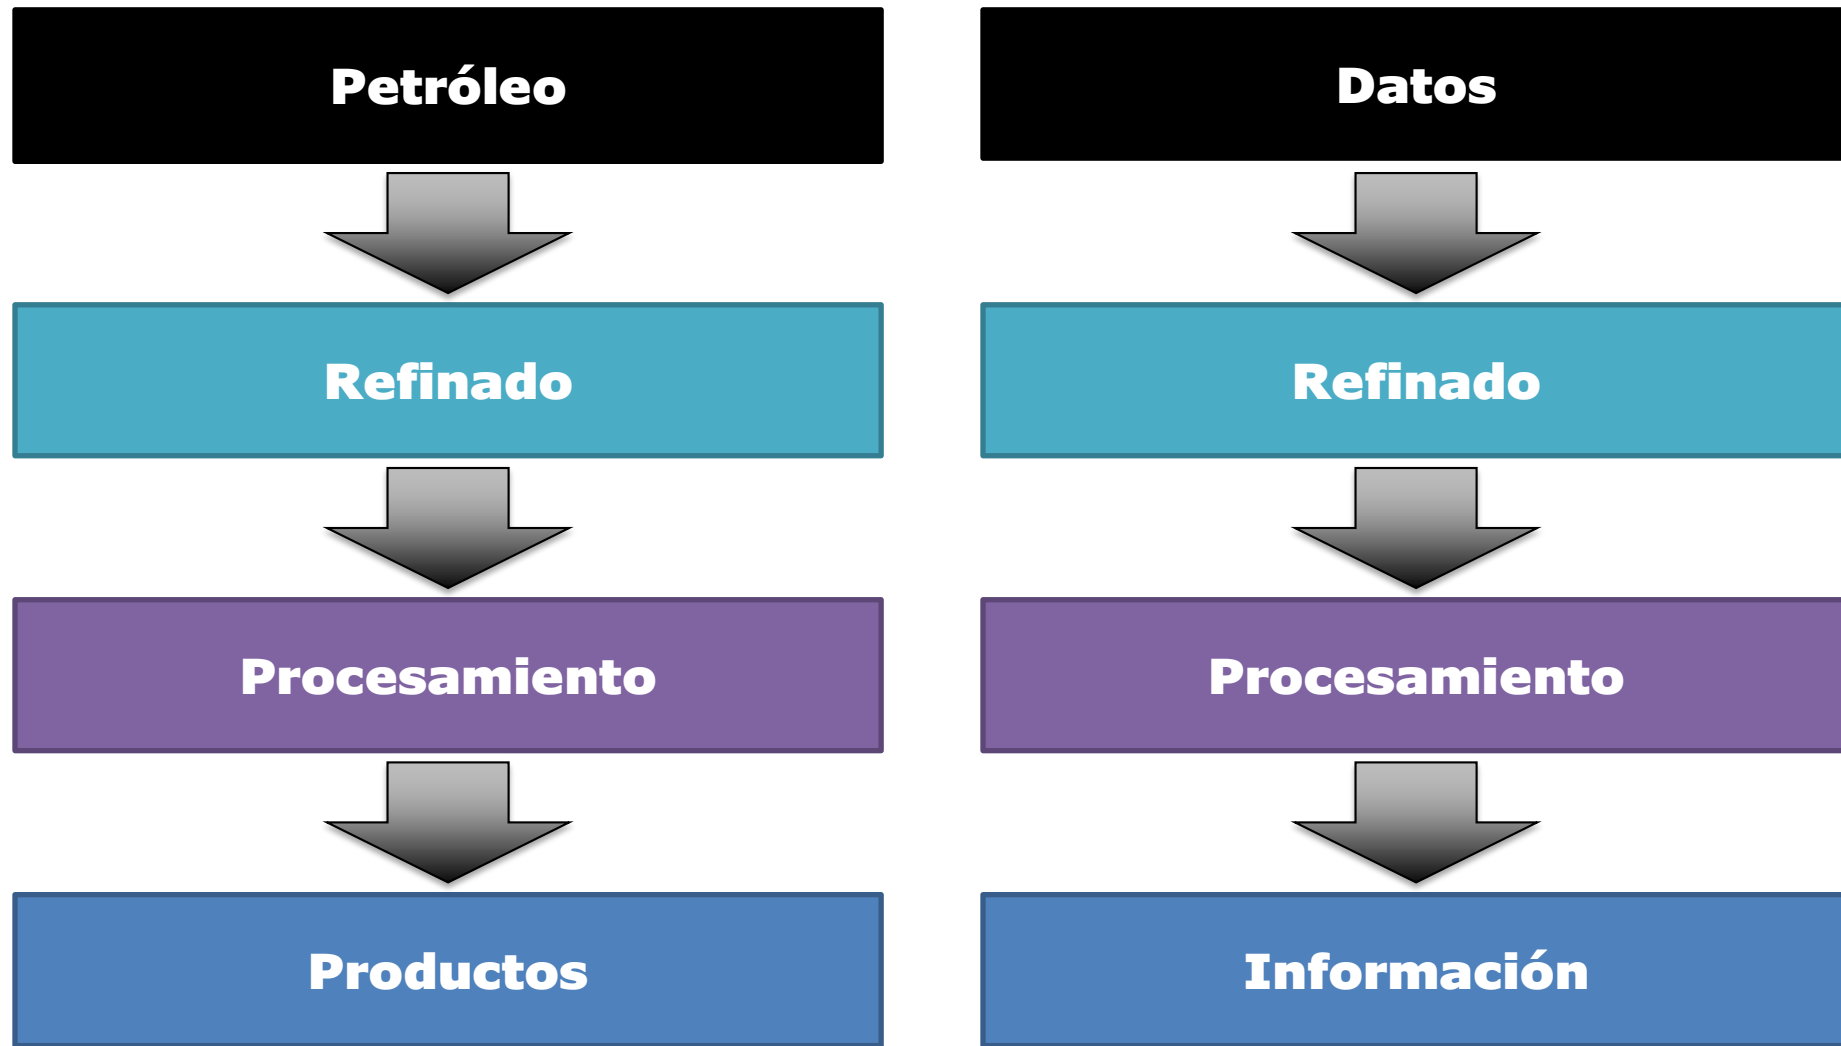 Petróleo
Datos
Refinado
Refinado
Procesamiento
Procesamiento
Productos
Información